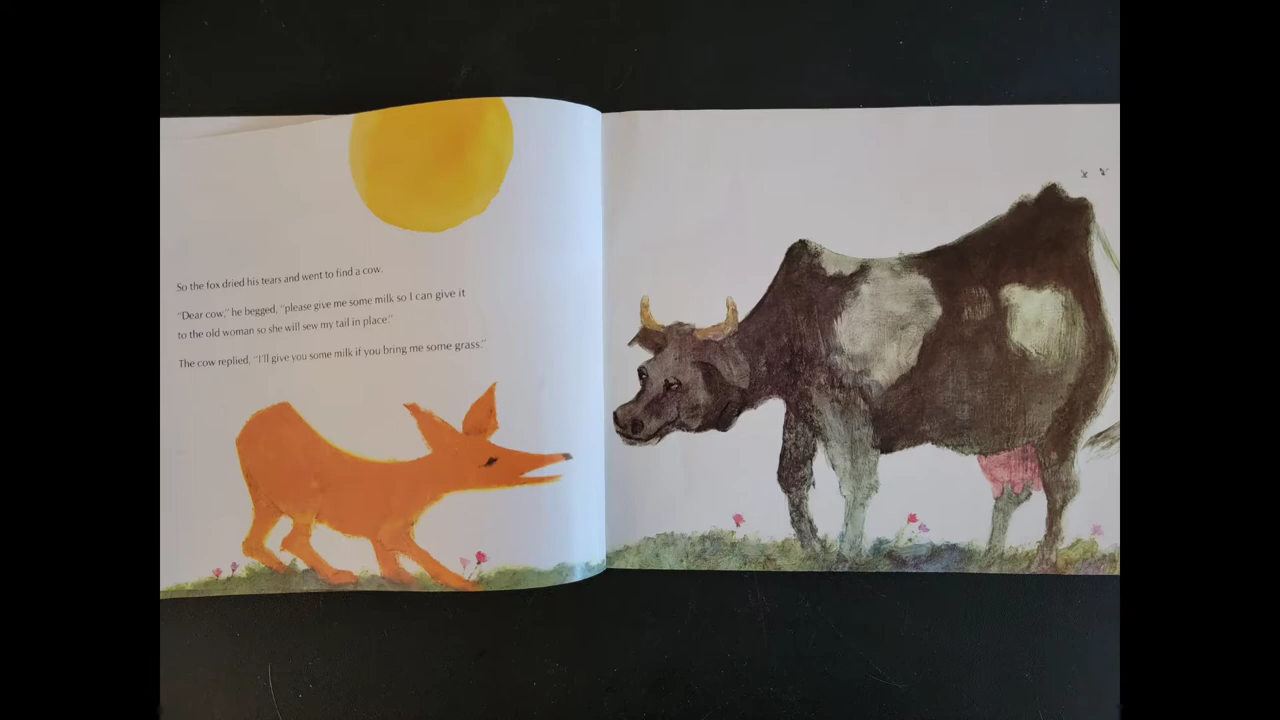 So the fox dried his tears and went to find a cow.
“Dear cow,” he begged, “please give me some milk so I can give it
to the old woman so she will sew my tail in place.”
The cow replied, “I’ll give you some milk if you bring me some grass.”